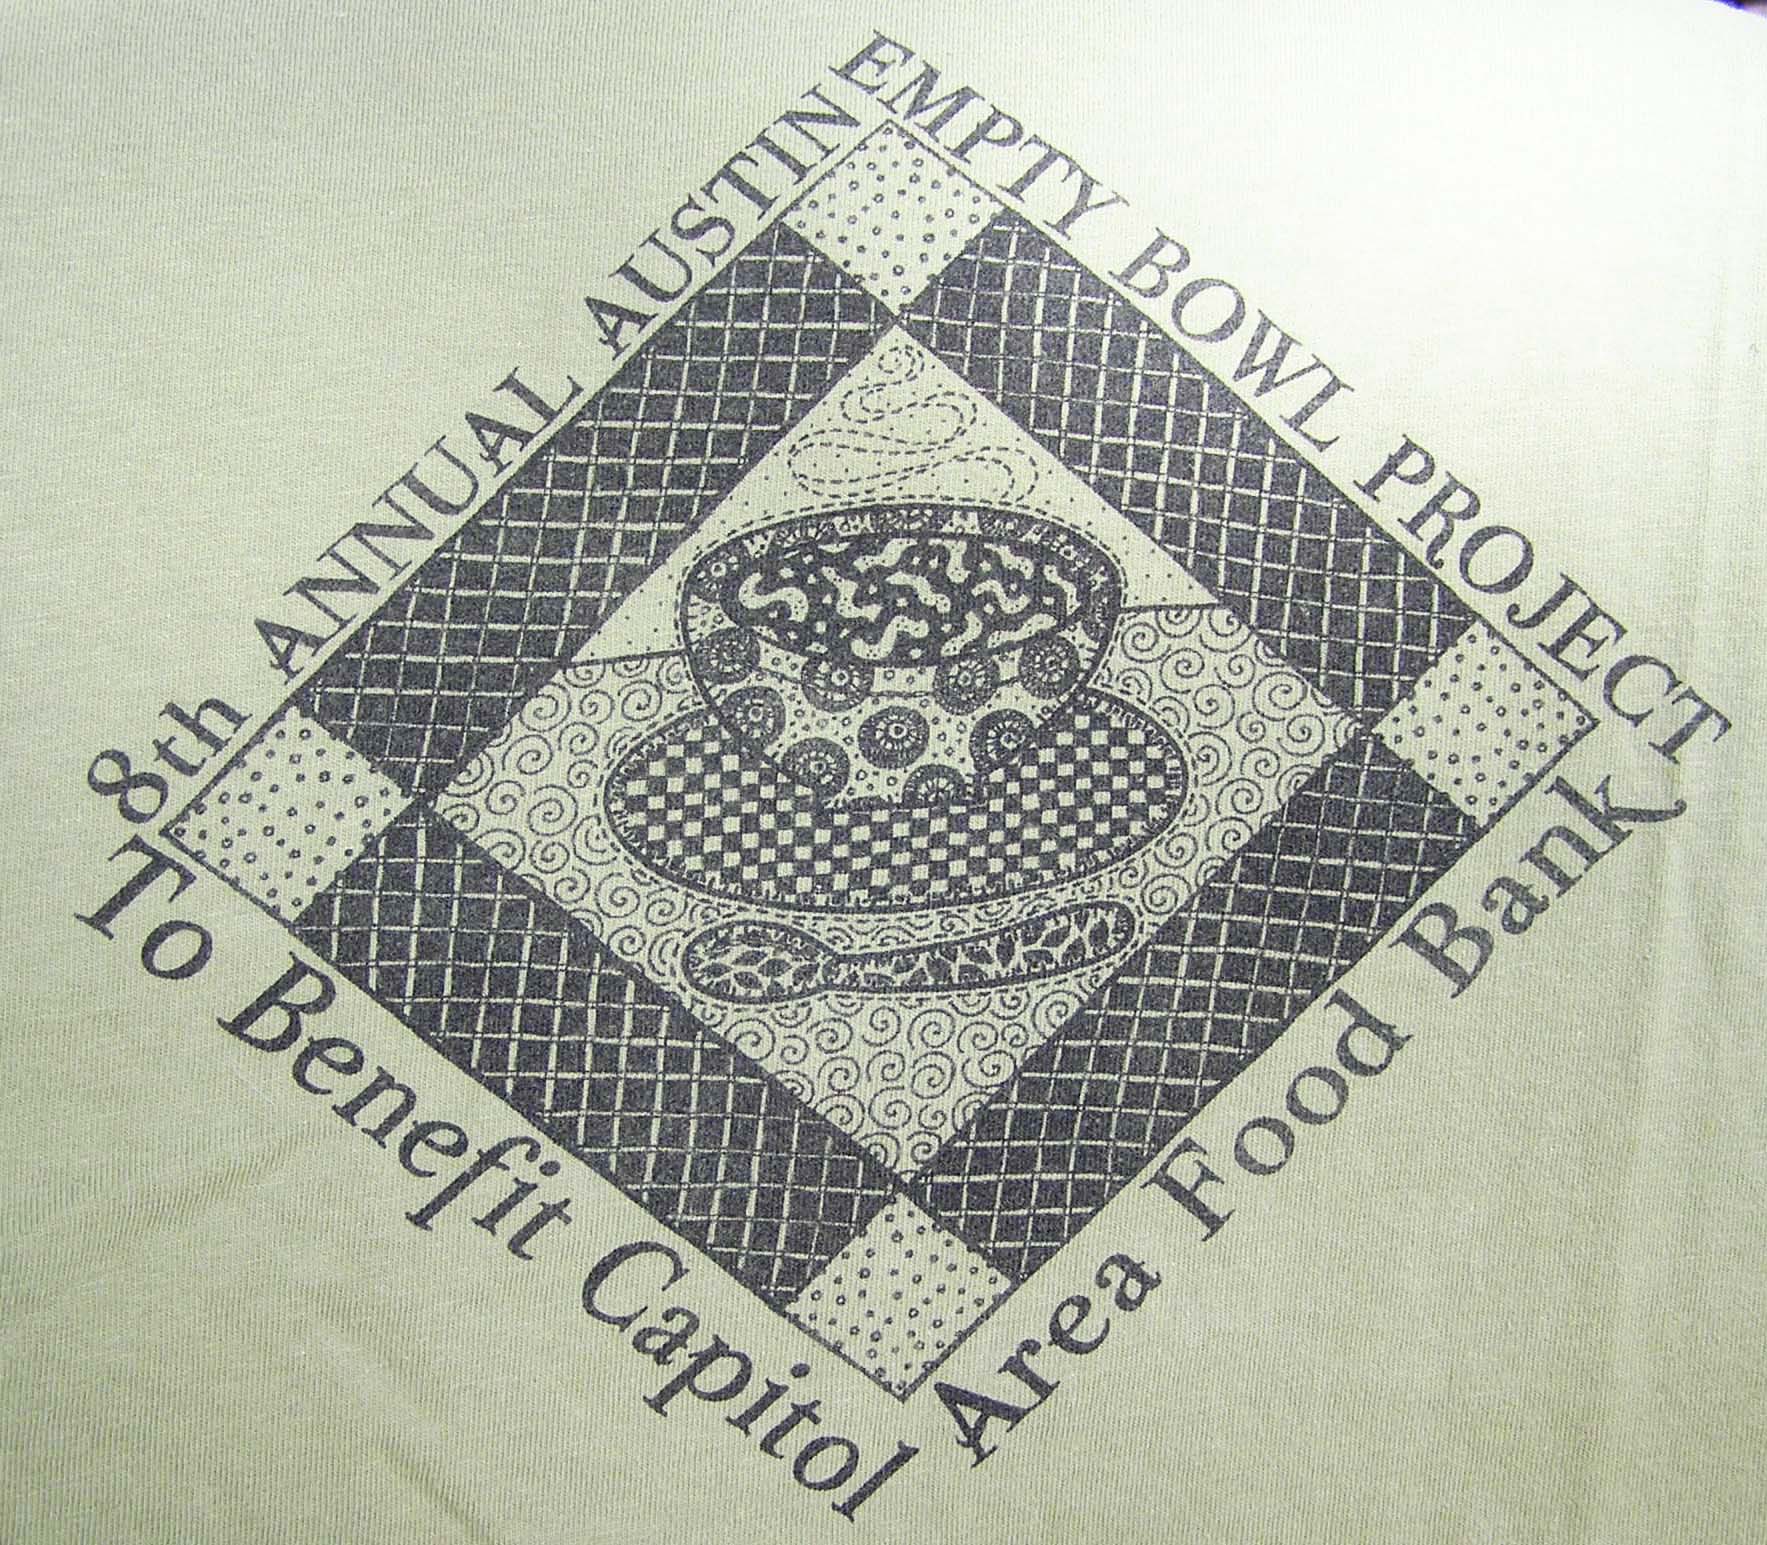 8th ANNUAL AUSTIN
EMPTY BOWL PROJECT
To Benefit Capitol
Area Food Bank